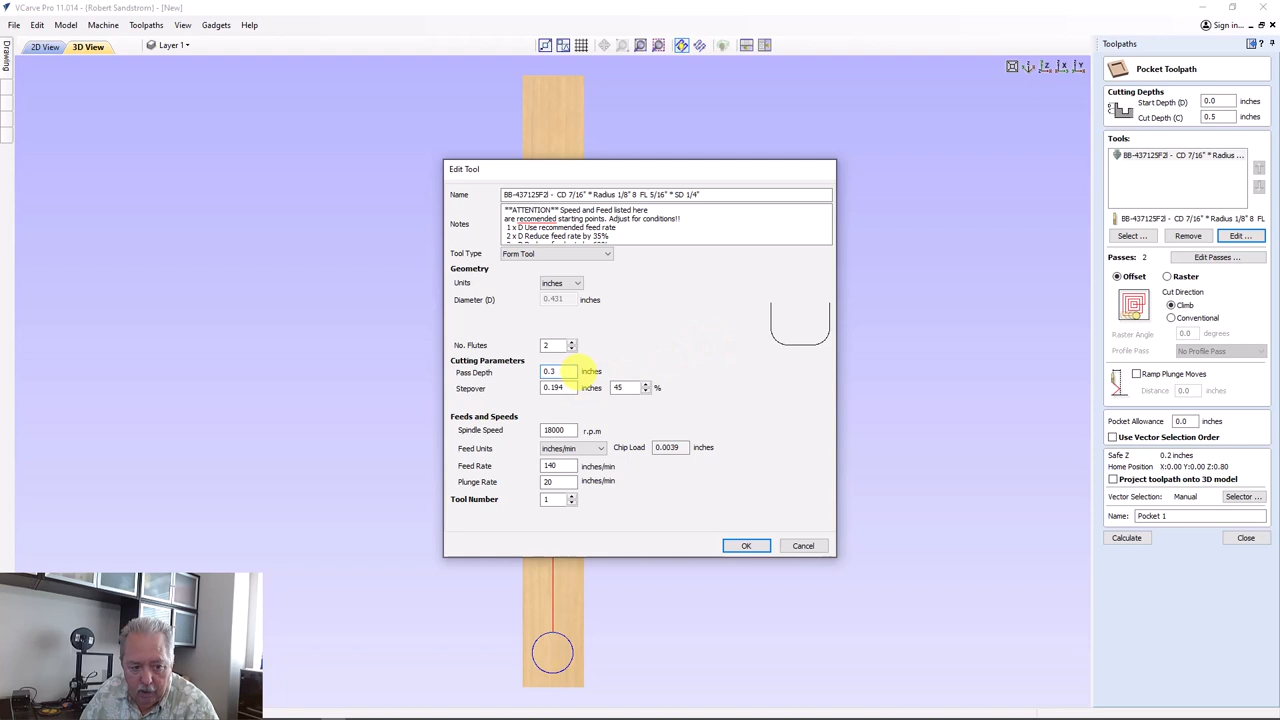 VCarve Pro 11.014 - {Robert Sandstrom} - [New]
File Edit Model Machine Toolpaths View Gadgets Help
Sign in...
Drawing
2D View 3D View Layer 1
Toolpaths
Pocket Toolpath
Cutting Depths
Start Depth (D) 0.0 inches
Cut Depth (C) 0.5 inches
Tools:
BB-437125F2I - CD 7/16" * Radius ...
BB-437125F2I - CD 7/16" * Radius 1/8" 8 FL
Select ... Remove Edit ...
Passes: 2 Edit Passes ...
Offset Raster
Cut Direction
Climb
Conventional
Raster Angle 0.0 degrees
Profile Pass No Profile Pass
Ramp Plunge Moves
Distance 0.0 inches
Pocket Allowance 0.0 inches
Use Vector Selection Order
Safe Z 0.2 inches
Home Position X:0.00 Y:0.00 Z:0.80
Project toolpath onto 3D model
Vector Selection: Manual Selector ...
Name: Pocket 1
Calculate Close
Edit Tool
Name BB-437125F2I - CD 7/16" * Radius 1/8" 8 FL 5/16" * SD 1/4"
Notes
**ATTENTION** Speed and Feed listed here
are recomended starting points. Adjust for conditions!!
1 x D Use recommended feed rate
2 x D Reduce feed rate by 35%
Tool Type Form Tool
Geometry
Units inches
Diameter (D) 0.431 inches
No. Flutes 2
Cutting Parameters
Pass Depth 0.3 inches
Stepover 0.194 inches 45 %
Feeds and Speeds
Spindle Speed 18000 r.p.m
Feed Units inches/min Chip Load 0.0039 inches
Feed Rate 140 inches/min
Plunge Rate 20 inches/min
Tool Number 1
OK Cancel